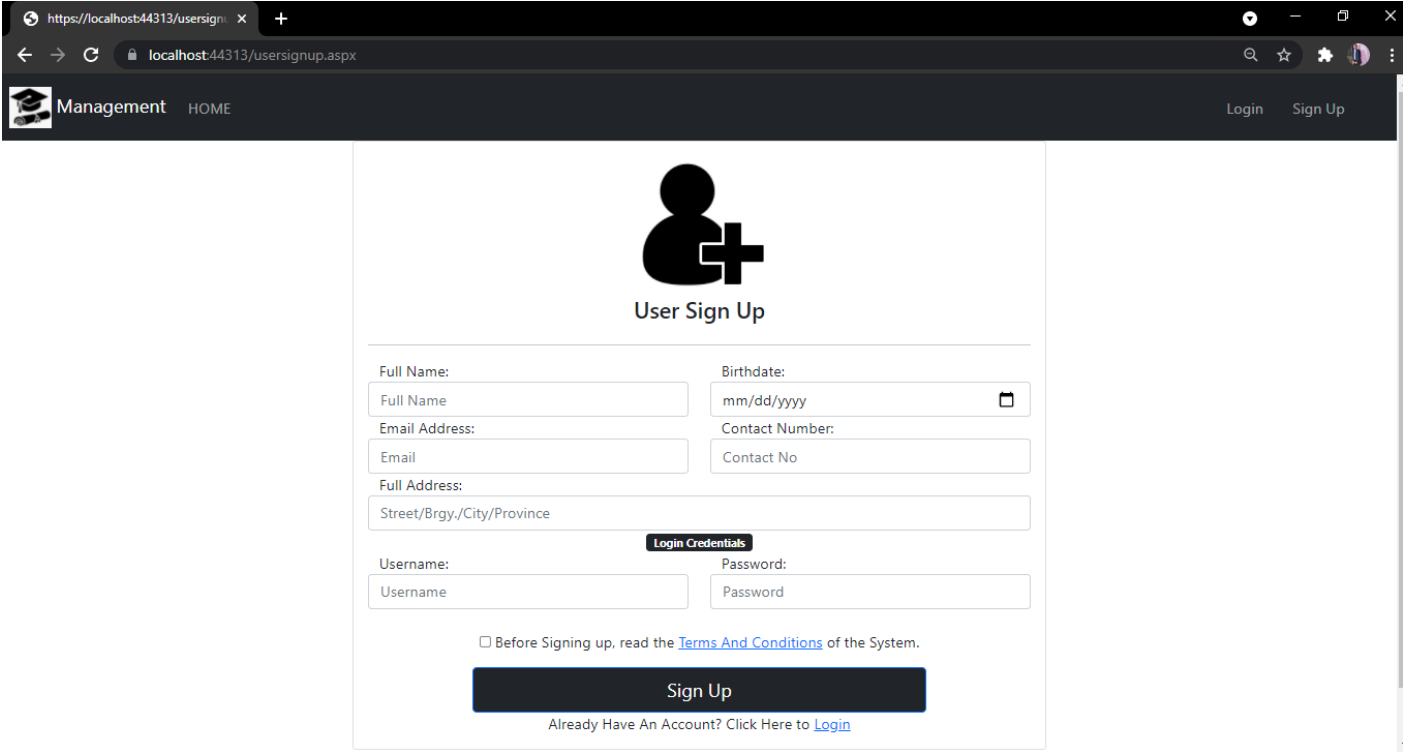 https://localhost:44313/usersign
localhost:44313/usersignup.aspx
Management HOME Login Sign Up
User Sign Up
Full Name: Birthdate:
Full Name mm/dd/yyyy
Email Address: Contact Number:
Email Contact No
Full Address:
Street/Brgy./City/Province
Login Credentials
Username: Password:
Username Password
Before Signing up, read the Terms And Conditions of the System.
Sign Up
Already Have An Account? Click Here to Login